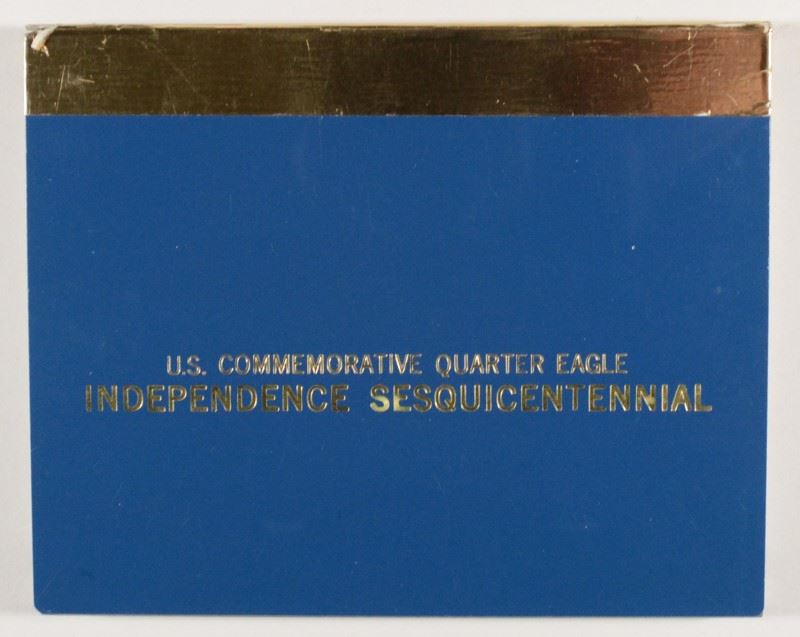 U.S. COMMEMORATIVE QUARTER EAGLE
INDEPENDENCE SESQUICENTENNIAL